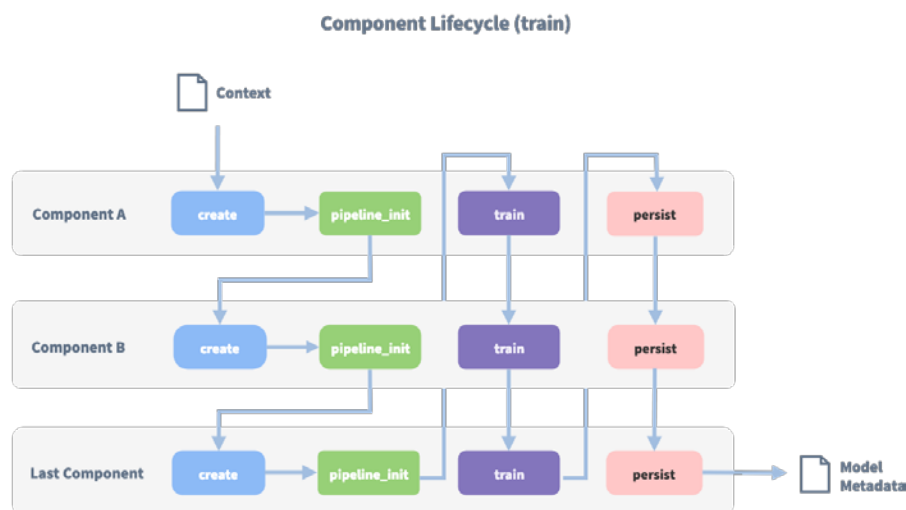 Component Lifecycle (train)
Context
Component A
create
pipeline_init
train
persist
Component B
create
pipeline_init
train
persist
Last Component
create
pipeline_init
train
persist
Model
Metadata